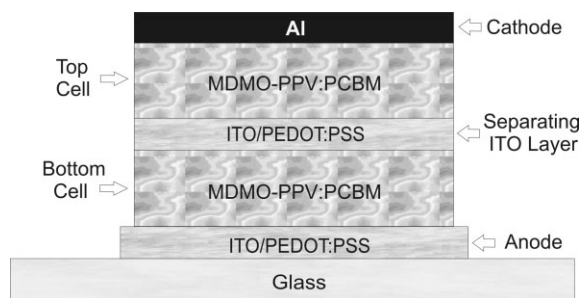 Al
Cathode
Top
Cell
MDMO-PPV:PCBM
ITO/PEDOT:PSS
Separating
ITO Layer
Bottom
Cell
MDMO-PPV:PCBM
ITO/PEDOT:PSS
Anode
Glass